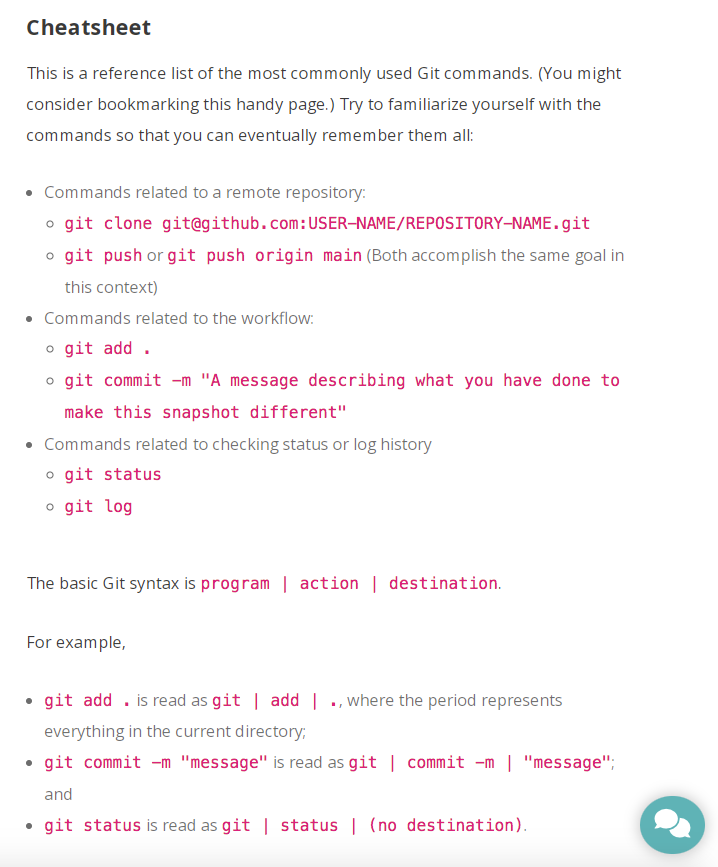 Cheatsheet
This is a reference list of the most commonly used Git commands. (You might
consider bookmarking this handy page.) Try to familiarize yourself with the
commands so that you can eventually remember them all:
• Commands related to a remote repository:
◦ git clone git@github.com:USER-NAME/REPOSITORY-NAME.git
◦ git push or git push origin main (Both accomplish the same goal in
this context)
• Commands related to the workflow:
◦ git add .
◦ git commit -m "A message describing what you have done to
make this snapshot different"
• Commands related to checking status or log history
◦ git status
◦ git log
The basic Git syntax is program | action | destination.
For example,
• git add . is read as git | add | ., where the period represents
everything in the current directory;
• git commit -m "message" is read as git | commit -m | "message";
and
• git status is read as git | status | (no destination).